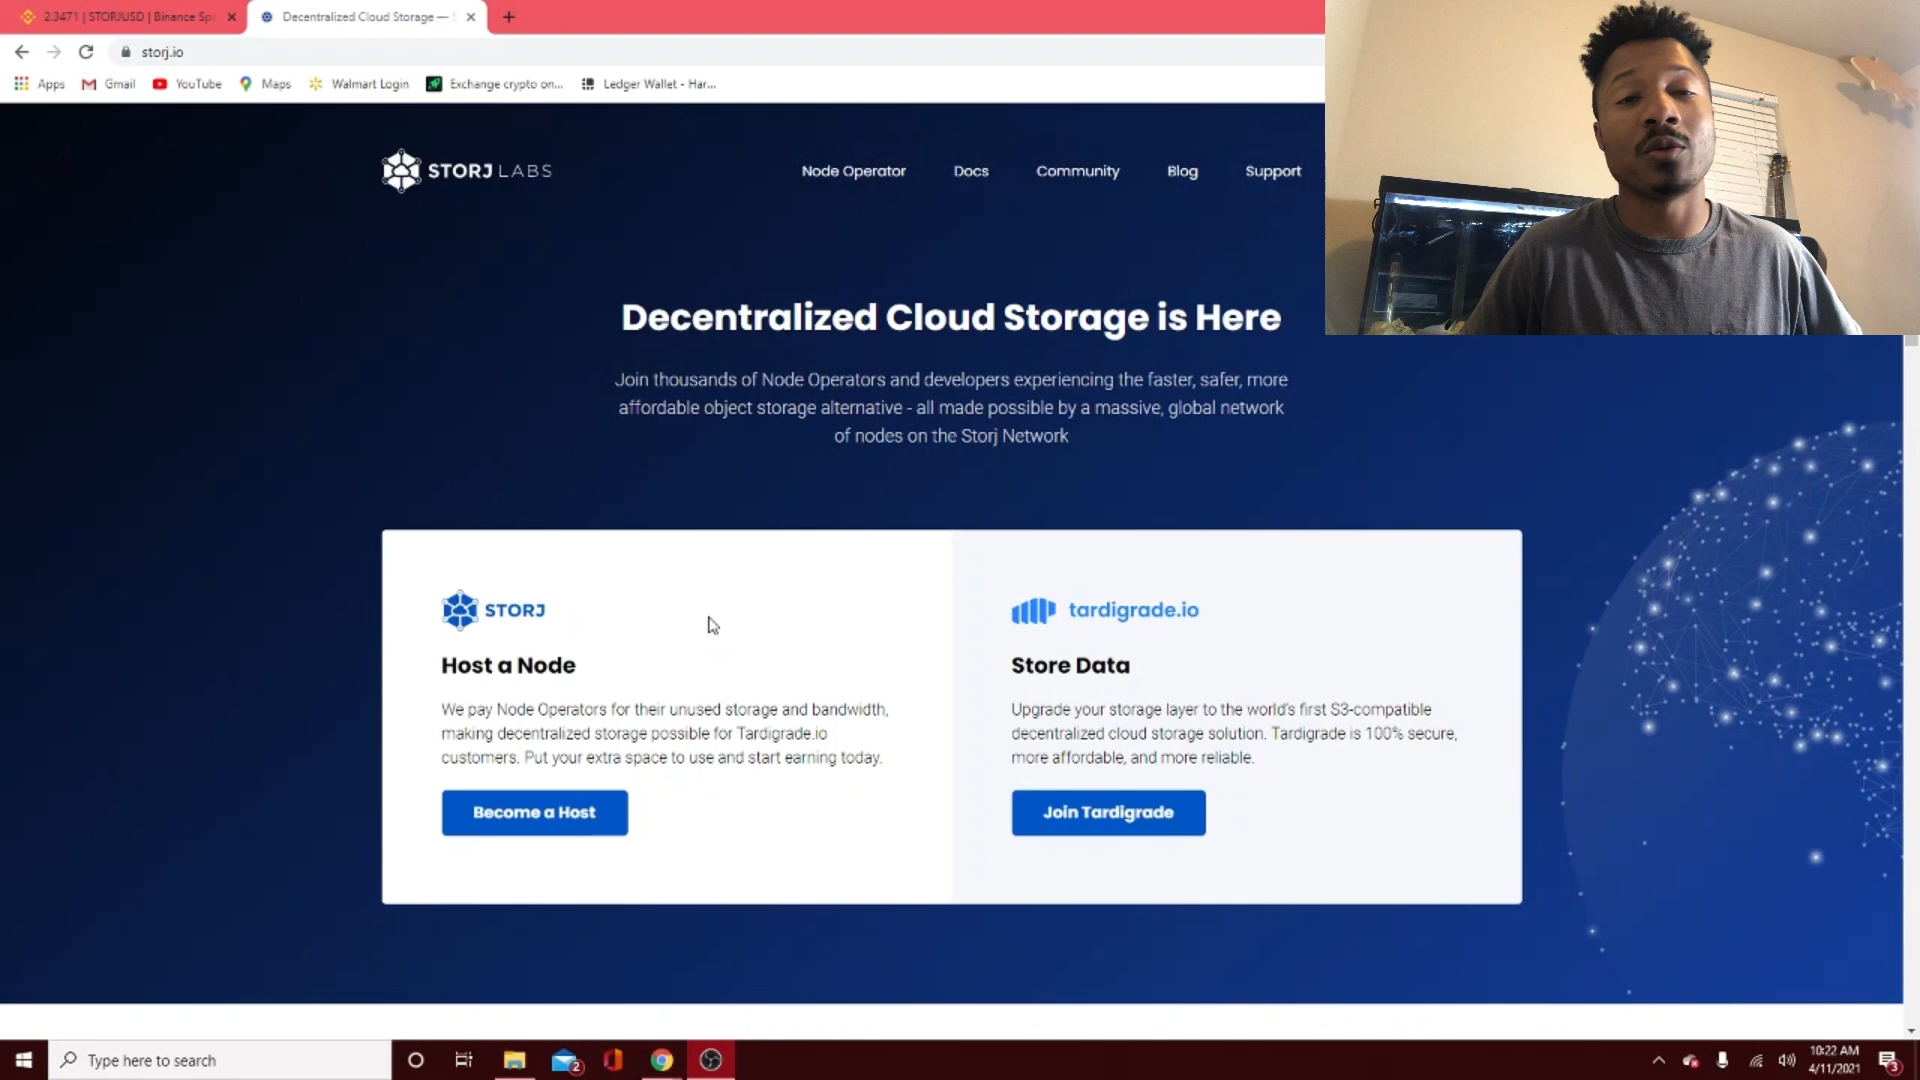 2.3471 | STORJUSD | Binance Sp
Decentralized Cloud Storage —
storj.io
Apps
Gmail
YouTube
Maps
Walmart Login
Exchange crypto on...
Ledger Wallet - Har...
STORJ LABS
Node Operator
Docs
Community
Blog
Support
Decentralized Cloud Storage is Here
Join thousands of Node Operators and developers experiencing the faster, safer, more
affordable object storage alternative - all made possible by a massive, global network
of nodes on the Storj Network
STORJ
Host a Node
We pay Node Operators for their unused storage and bandwidth,
making decentralized storage possible for Tardigrade.io
customers. Put your extra space to use and start earning today.
Become a Host
tardigrade.io
Store Data
Upgrade your storage layer to the world's first S3-compatible
decentralized cloud storage solution. Tardigrade is 100% secure,
more affordable, and more reliable.
Join Tardigrade
Type here to search
2
10:22 AM
4/11/2021
3